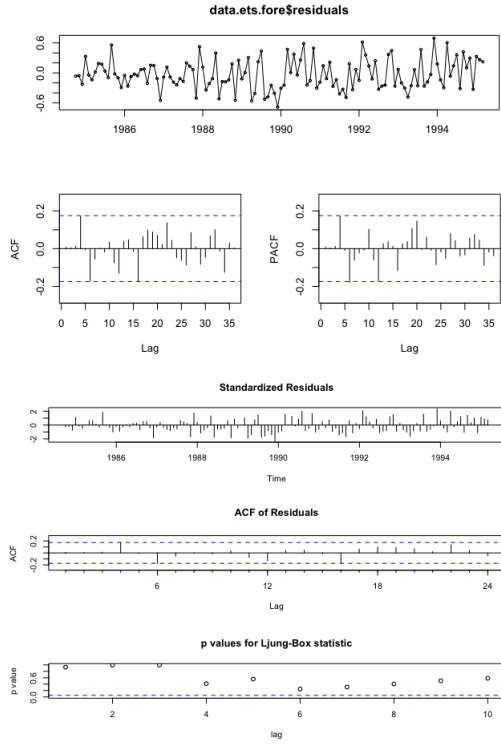 data.ets.fore$residuals
0.6
0.0
-0.6
1986 1988 1990 1992 1994
ACF
0.2
0.0
-0.2
0 5 10 15 20 25 30 35
Lag
PACF
0.2
0.0
-0.2
0 5 10 15 20 25 30 35
Lag
Standardized Residuals
2
0
-2
1986 1988 1990 1992 1994
Time
ACF of Residuals
ACF
0.2
-0.2
6 12 18 24
Lag
p values for Ljung-Box statistic
p value
0.6
0.0
2 4 6 8 10
lag